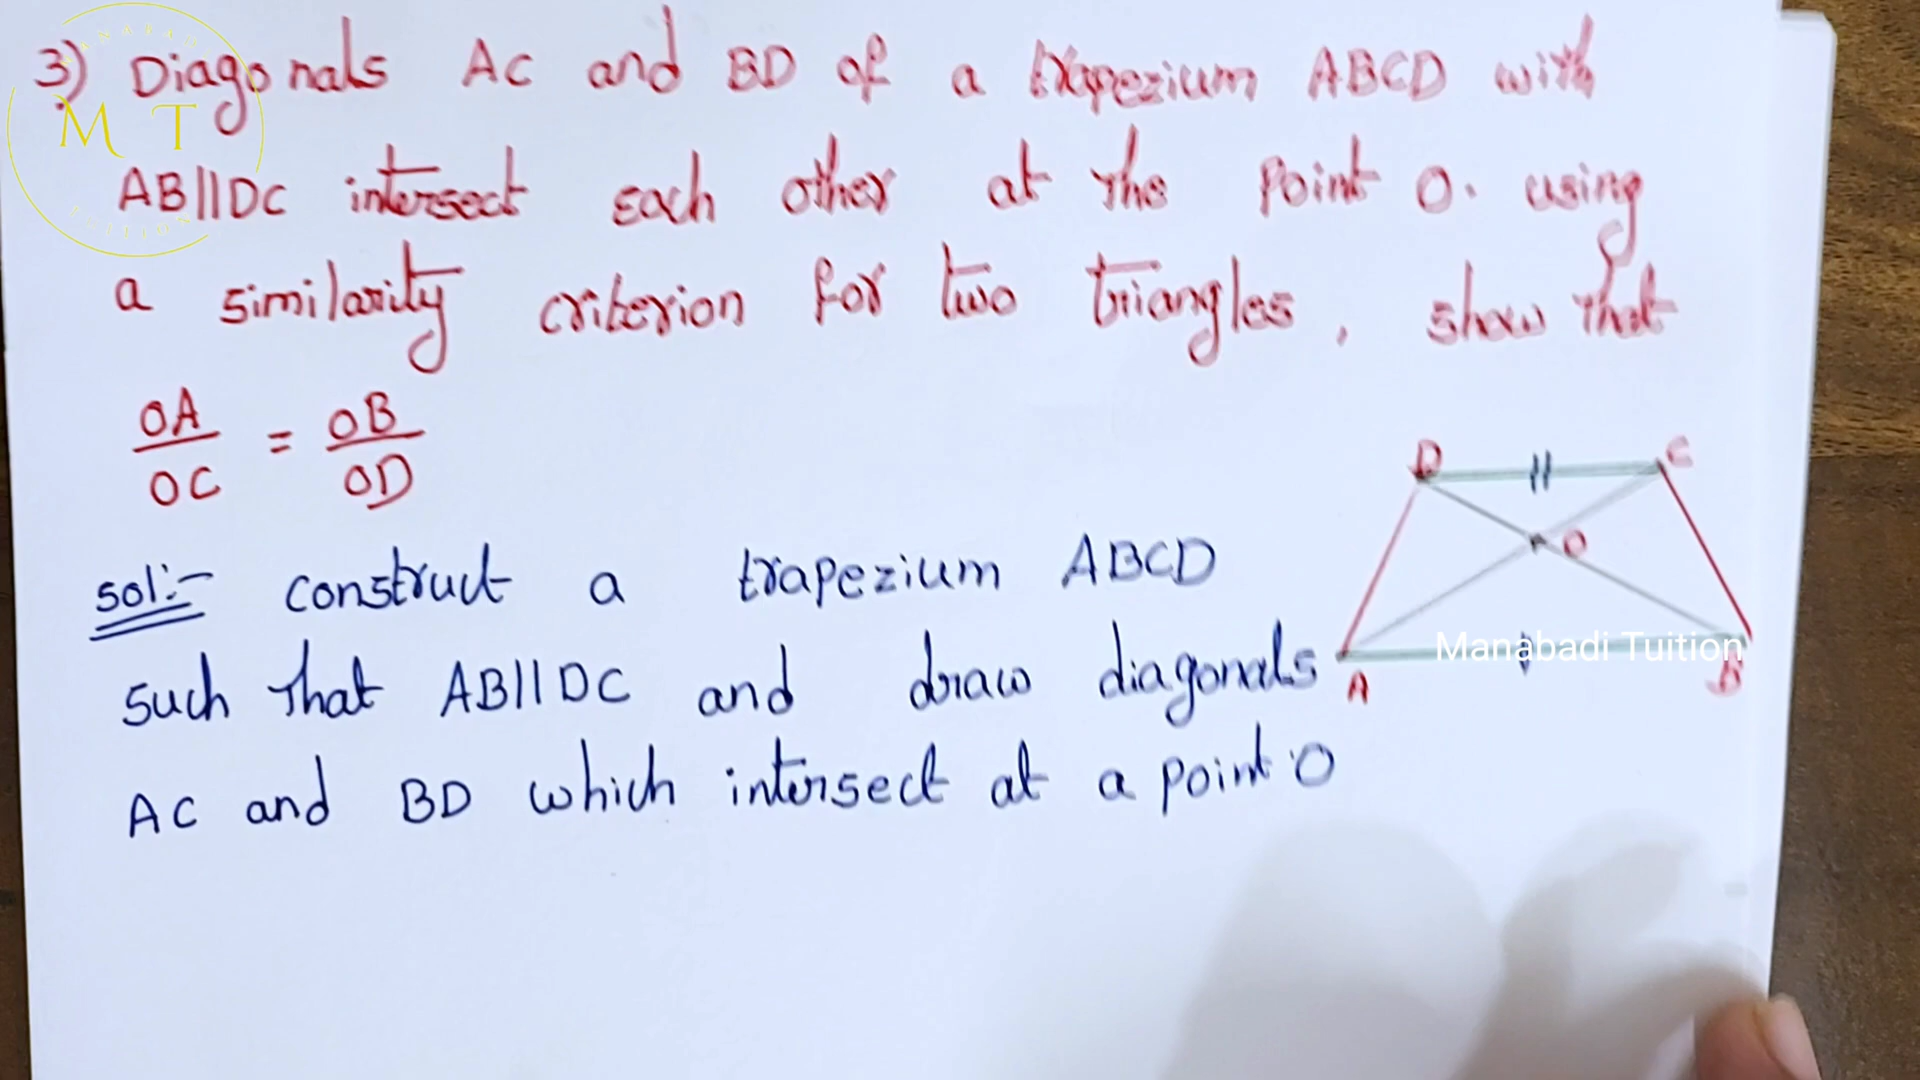 3) Diagonals AC and BD of a trapezium ABCD with
AB||DC intersect each other at the point O. using
a similarity criterion for two triangles, show that
OA/OC = OB/OD
Sol:- construct a trapezium ABCD
such that AB||DC and draw diagonals
AC and BD which intersect at a point O
D C
O
A B
M T
TUITION
Manabadi Tuition